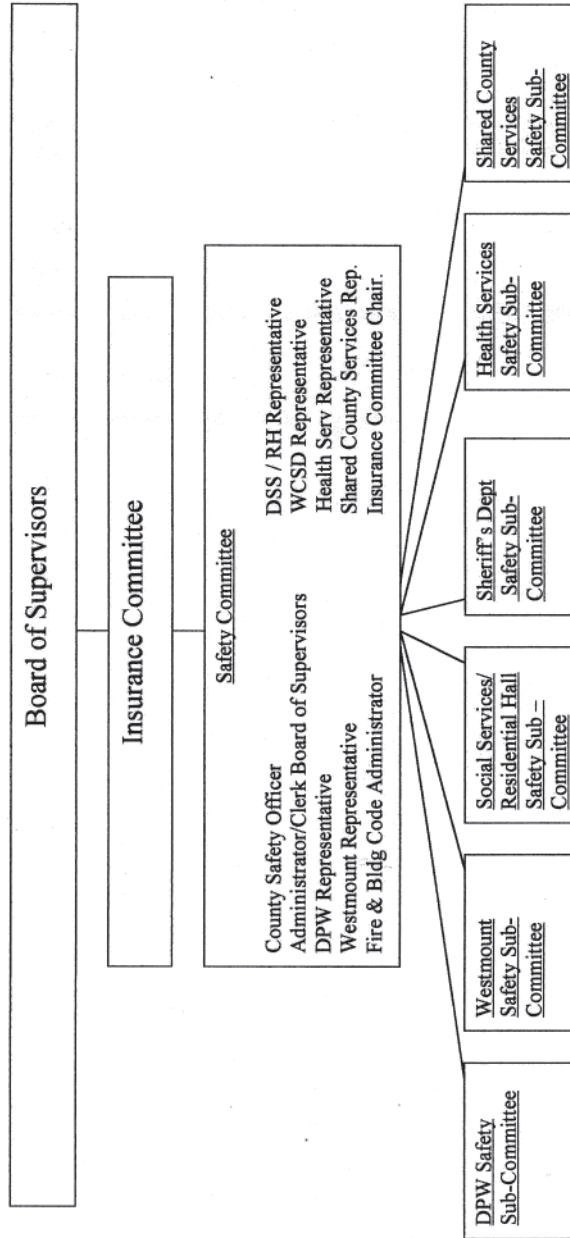 Board of Supervisors
Insurance Committee
Safety Committee
County Safety Officer
Administrator/Clerk Board of Supervisors
DPW Representative
Westmount Representative
Fire & Bldg Code Administrator
DSS / RH Representative
WCSD Representative
Health Serv Representative
Shared County Services Rep.
Insurance Committee Chair.
DPW Safety
Sub-Committee
Westmount
Safety Sub-
Committee
Social Services/
Residential Hall
Safety Sub –
Committee
Sheriff's Dept
Safety Sub-
Committee
Health Services
Safety Sub-
Committee
Shared County
Services
Safety Sub-
Committee